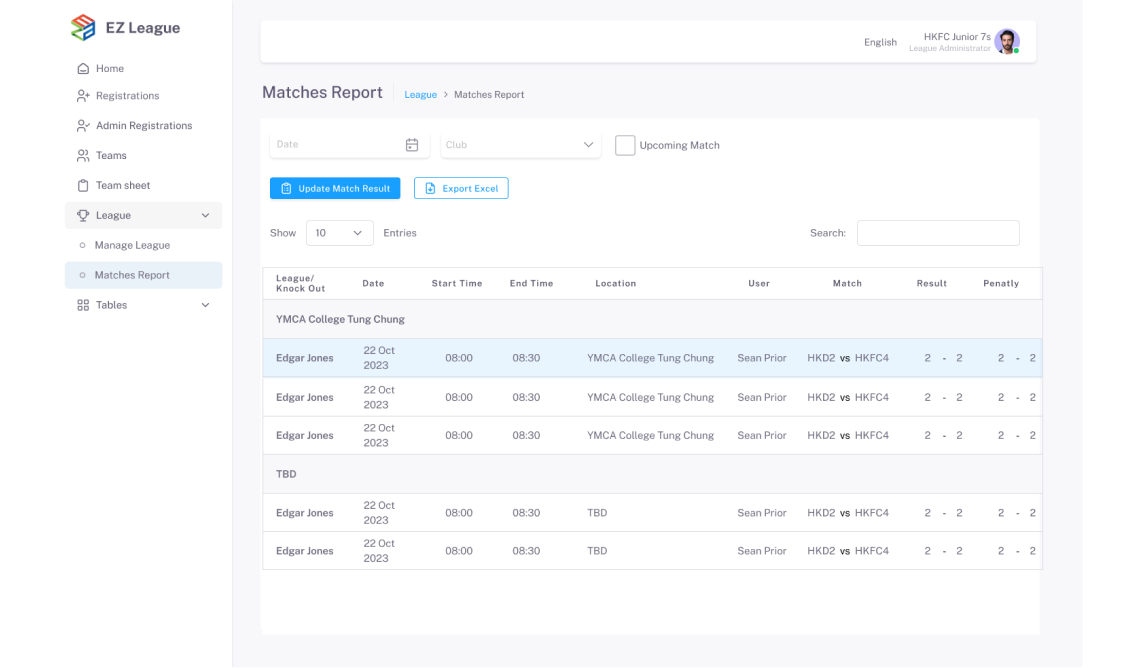 EZ League
Home
Registrations
Admin Registrations
Teams
Team sheet
League
Manage League
Matches Report
Tables
English
HKFC Junior 7s
League Administrator
Matches Report
League > Matches Report
Date
Club
Upcoming Match
Update Match Result
Export Excel
Show 10 Entries
Search:
League/ Knock Out Date Start Time End Time Location User Match Result Penatly
YMCA College Tung Chung
Edgar Jones 22 Oct 2023 08:00 08:30 YMCA College Tung Chung Sean Prior HKD2 vs HKFC4 2 - 2 2 - 2
Edgar Jones 22 Oct 2023 08:00 08:30 YMCA College Tung Chung Sean Prior HKD2 vs HKFC4 2 - 2 2 - 2
Edgar Jones 22 Oct 2023 08:00 08:30 YMCA College Tung Chung Sean Prior HKD2 vs HKFC4 2 - 2 2 - 2
TBD
Edgar Jones 22 Oct 2023 08:00 08:30 TBD Sean Prior HKD2 vs HKFC4 2 - 2 2 - 2
Edgar Jones 22 Oct 2023 08:00 08:30 TBD Sean Prior HKD2 vs HKFC4 2 - 2 2 - 2